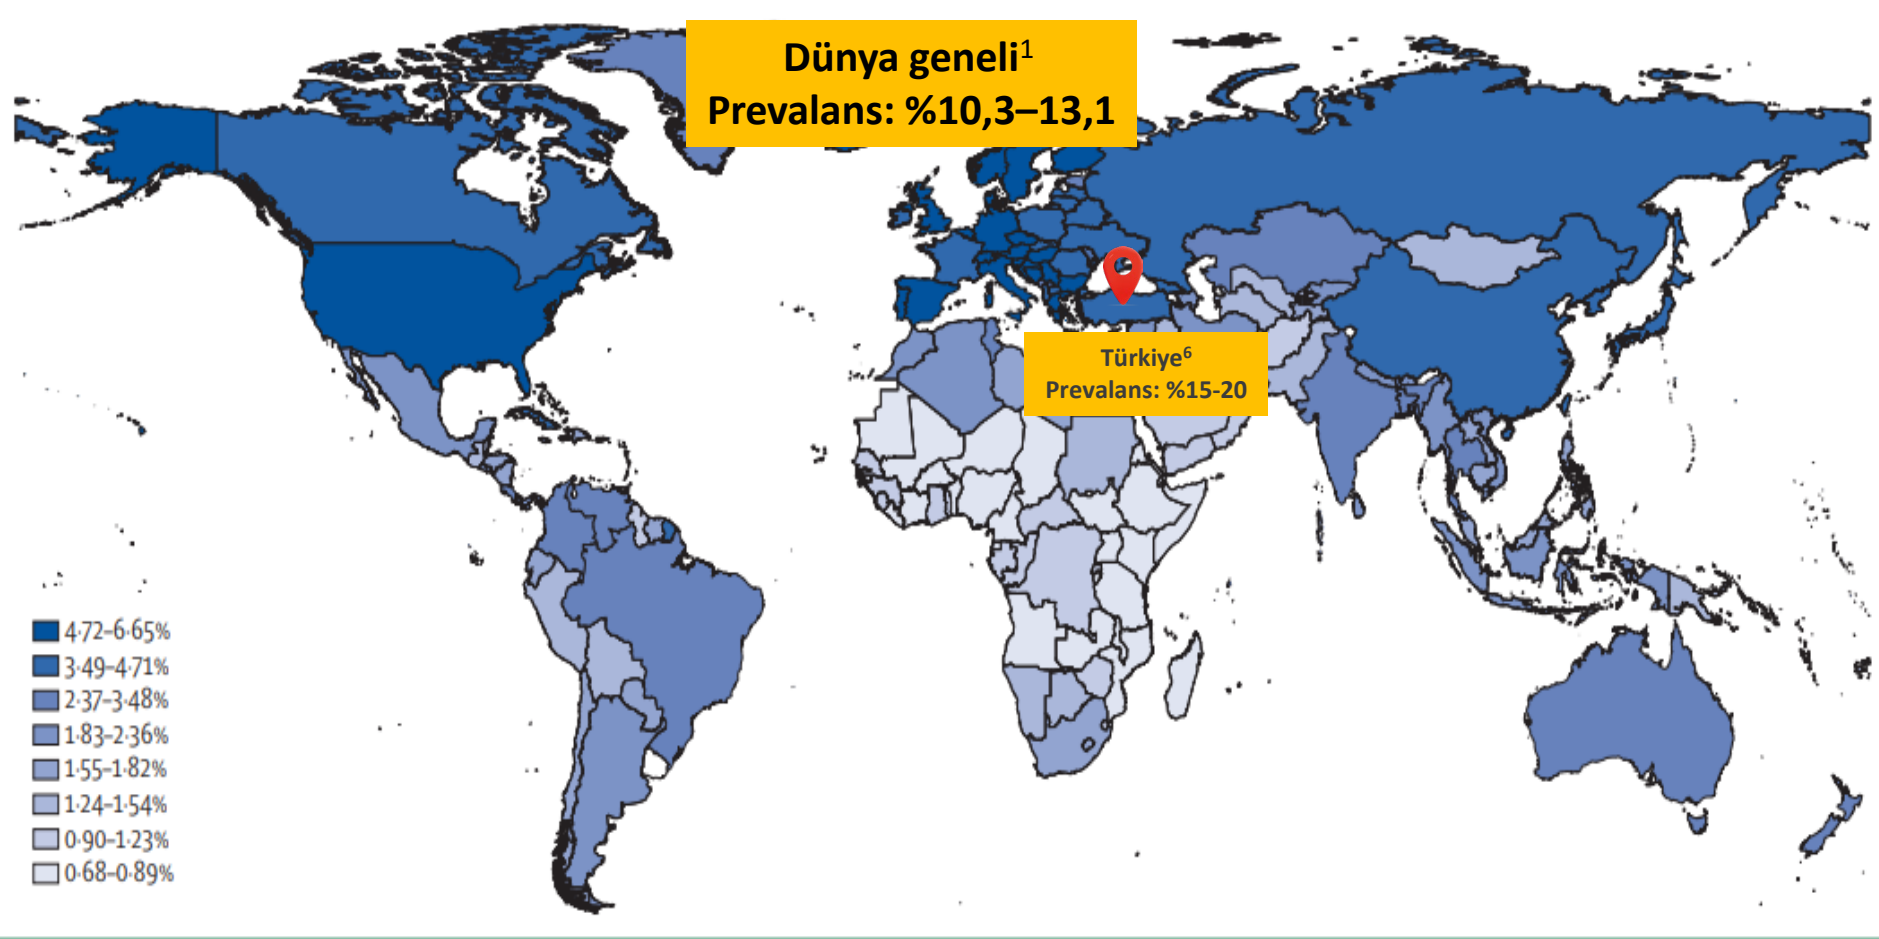 Dünya geneli¹
Prevalans: %10,3–13,1
Türkiye⁶
Prevalans: %15-20
4·72–6·65%
3·49–4·71%
2·37–3·48%
1·83–2·36%
1·55–1·82%
1·24–1·54%
0·90–1·23%
0·68–0·89%